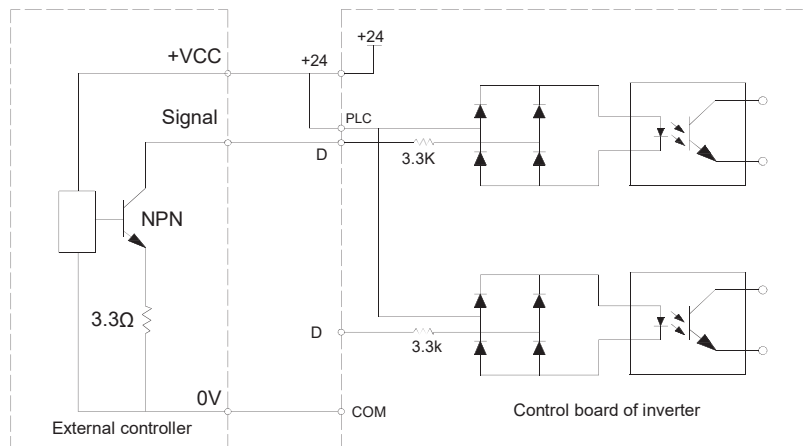 +24
+VCC
+24
Signal
PLC
D
3.3K
NPN
3.3Ω
D
3.3k
0V
COM
External controller
Control board of inverter